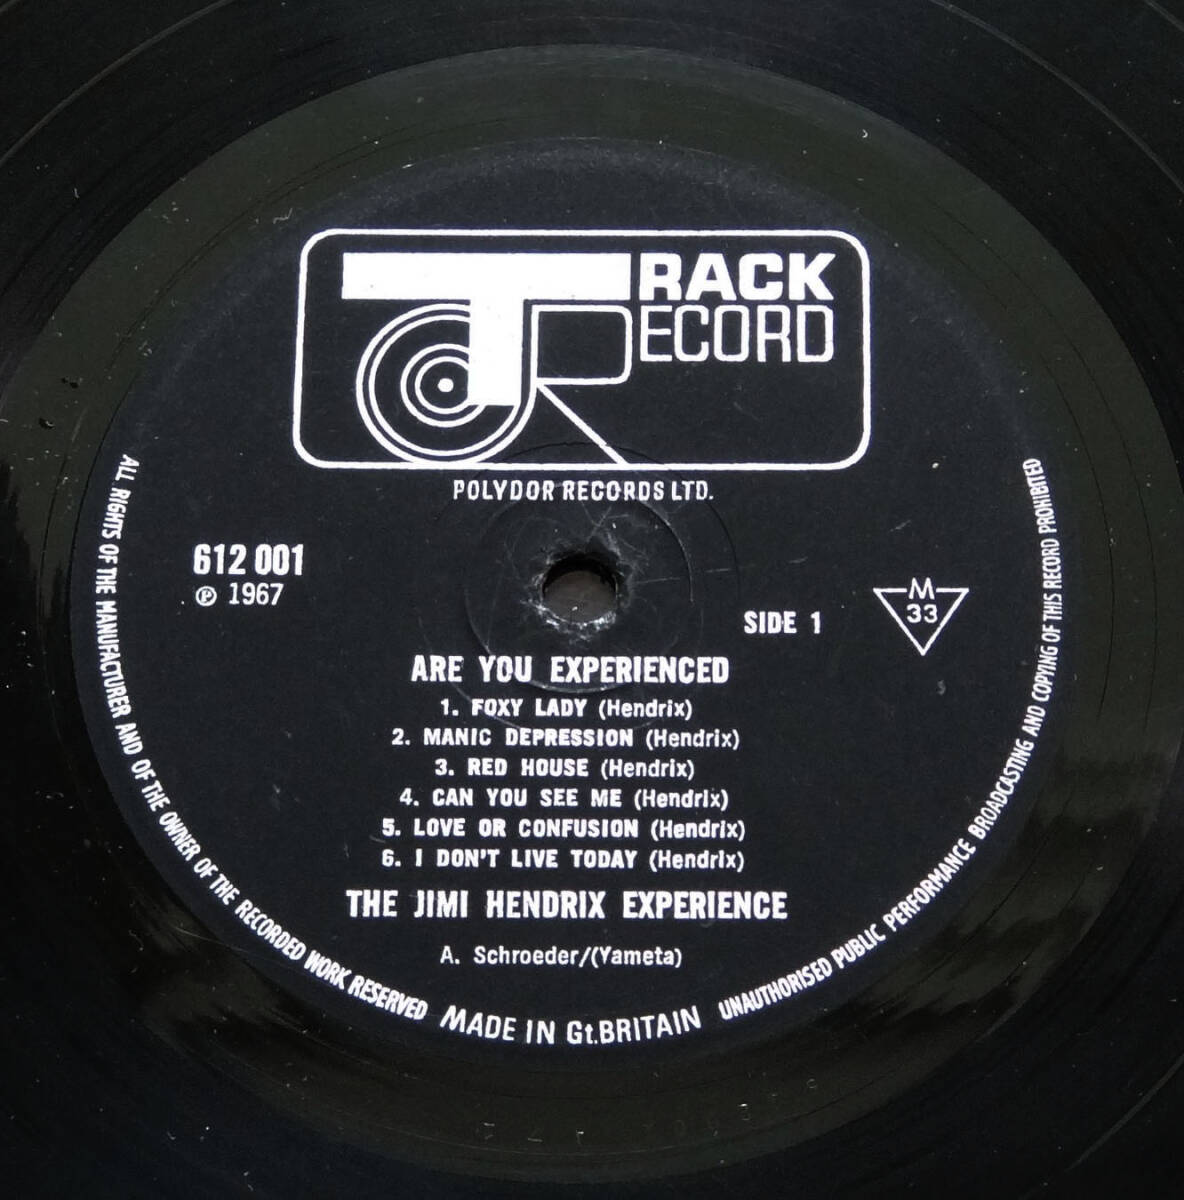 TRACK
RECORD
POLYDOR RECORDS LTD.
612 001
℗ 1967
SIDE 1
M
33
ARE YOU EXPERIENCED
1. FOXY LADY (Hendrix)
2. MANIC DEPRESSION (Hendrix)
3. RED HOUSE (Hendrix)
4. CAN YOU SEE ME (Hendrix)
5. LOVE OR CONFUSION (Hendrix)
6. I DON'T LIVE TODAY (Hendrix)
THE JIMI HENDRIX EXPERIENCE
A. Schroeder/(Yameta)
ALL RIGHTS OF THE MANUFACTURER AND OF THE OWNER OF THE RECORDED WORK RESERVED
MADE IN Gt.BRITAIN
UNAUTHORISED PUBLIC PERFORMANCE BROADCASTING AND COPYING OF THIS RECORD PROHIBITED